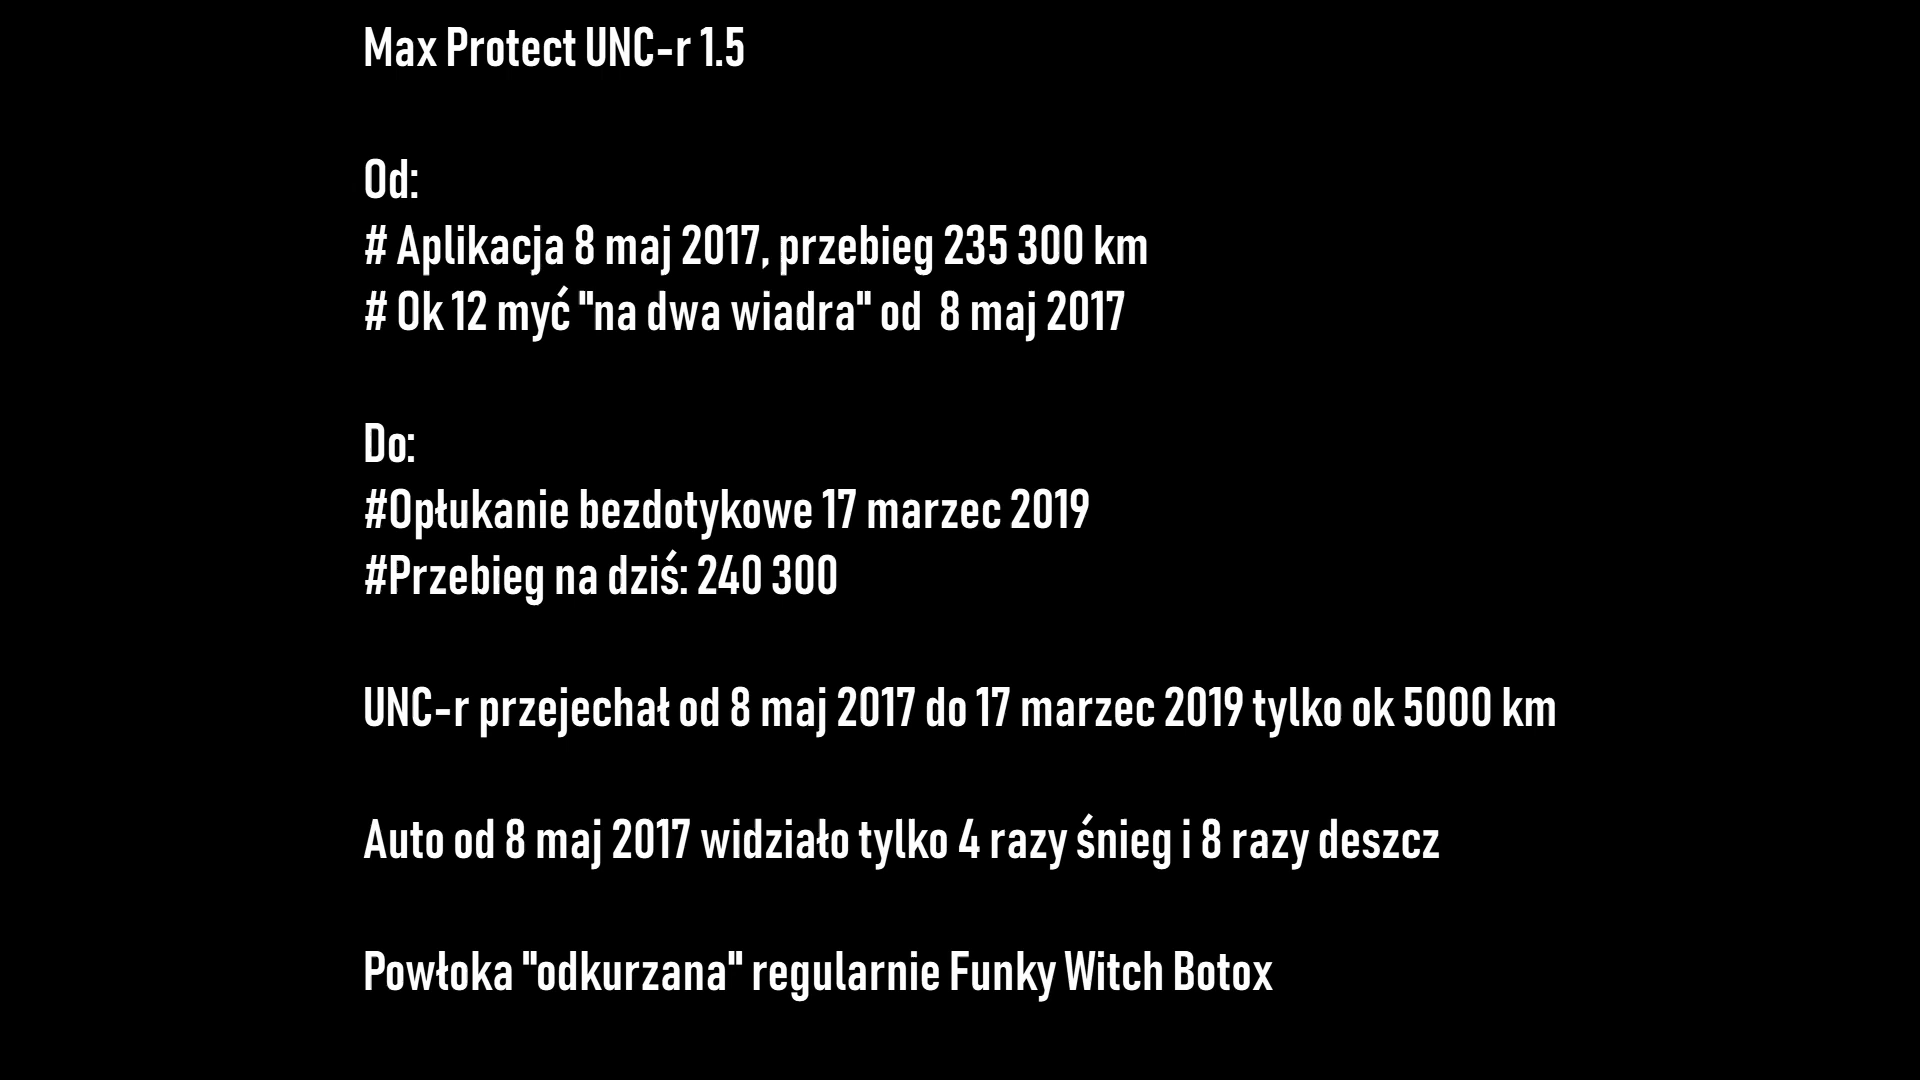 Max Protect UNC-r 1.5
Od:
# Aplikacja 8 maj 2017, przebieg 235 300 km
# Ok 12 myć "na dwa wiadra" od  8 maj 2017
Do:
#Opłukanie bezdotykowe 17 marzec 2019
#Przebieg na dziś: 240 300
UNC-r przejechał od 8 maj 2017 do 17 marzec 2019 tylko ok 5000 km
Auto od 8 maj 2017 widziało tylko 4 razy śnieg i 8 razy deszcz
Powłoka "odkurzana" regularnie Funky Witch Botox